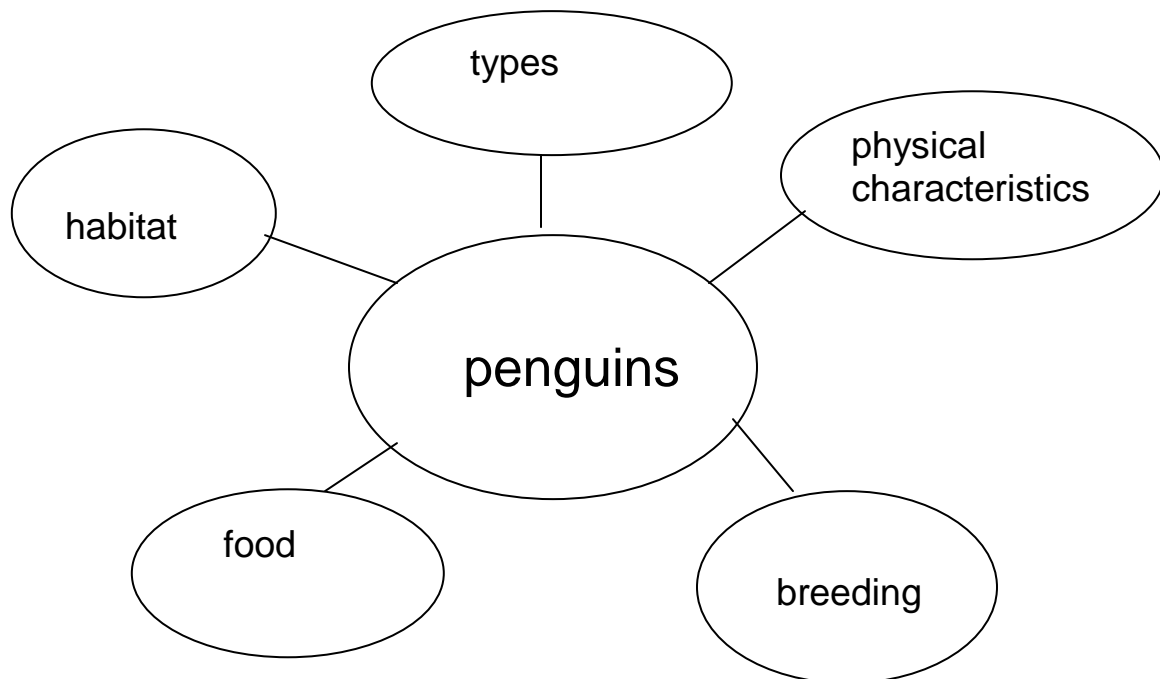 types
physical
characteristics
habitat
penguins
food
breeding